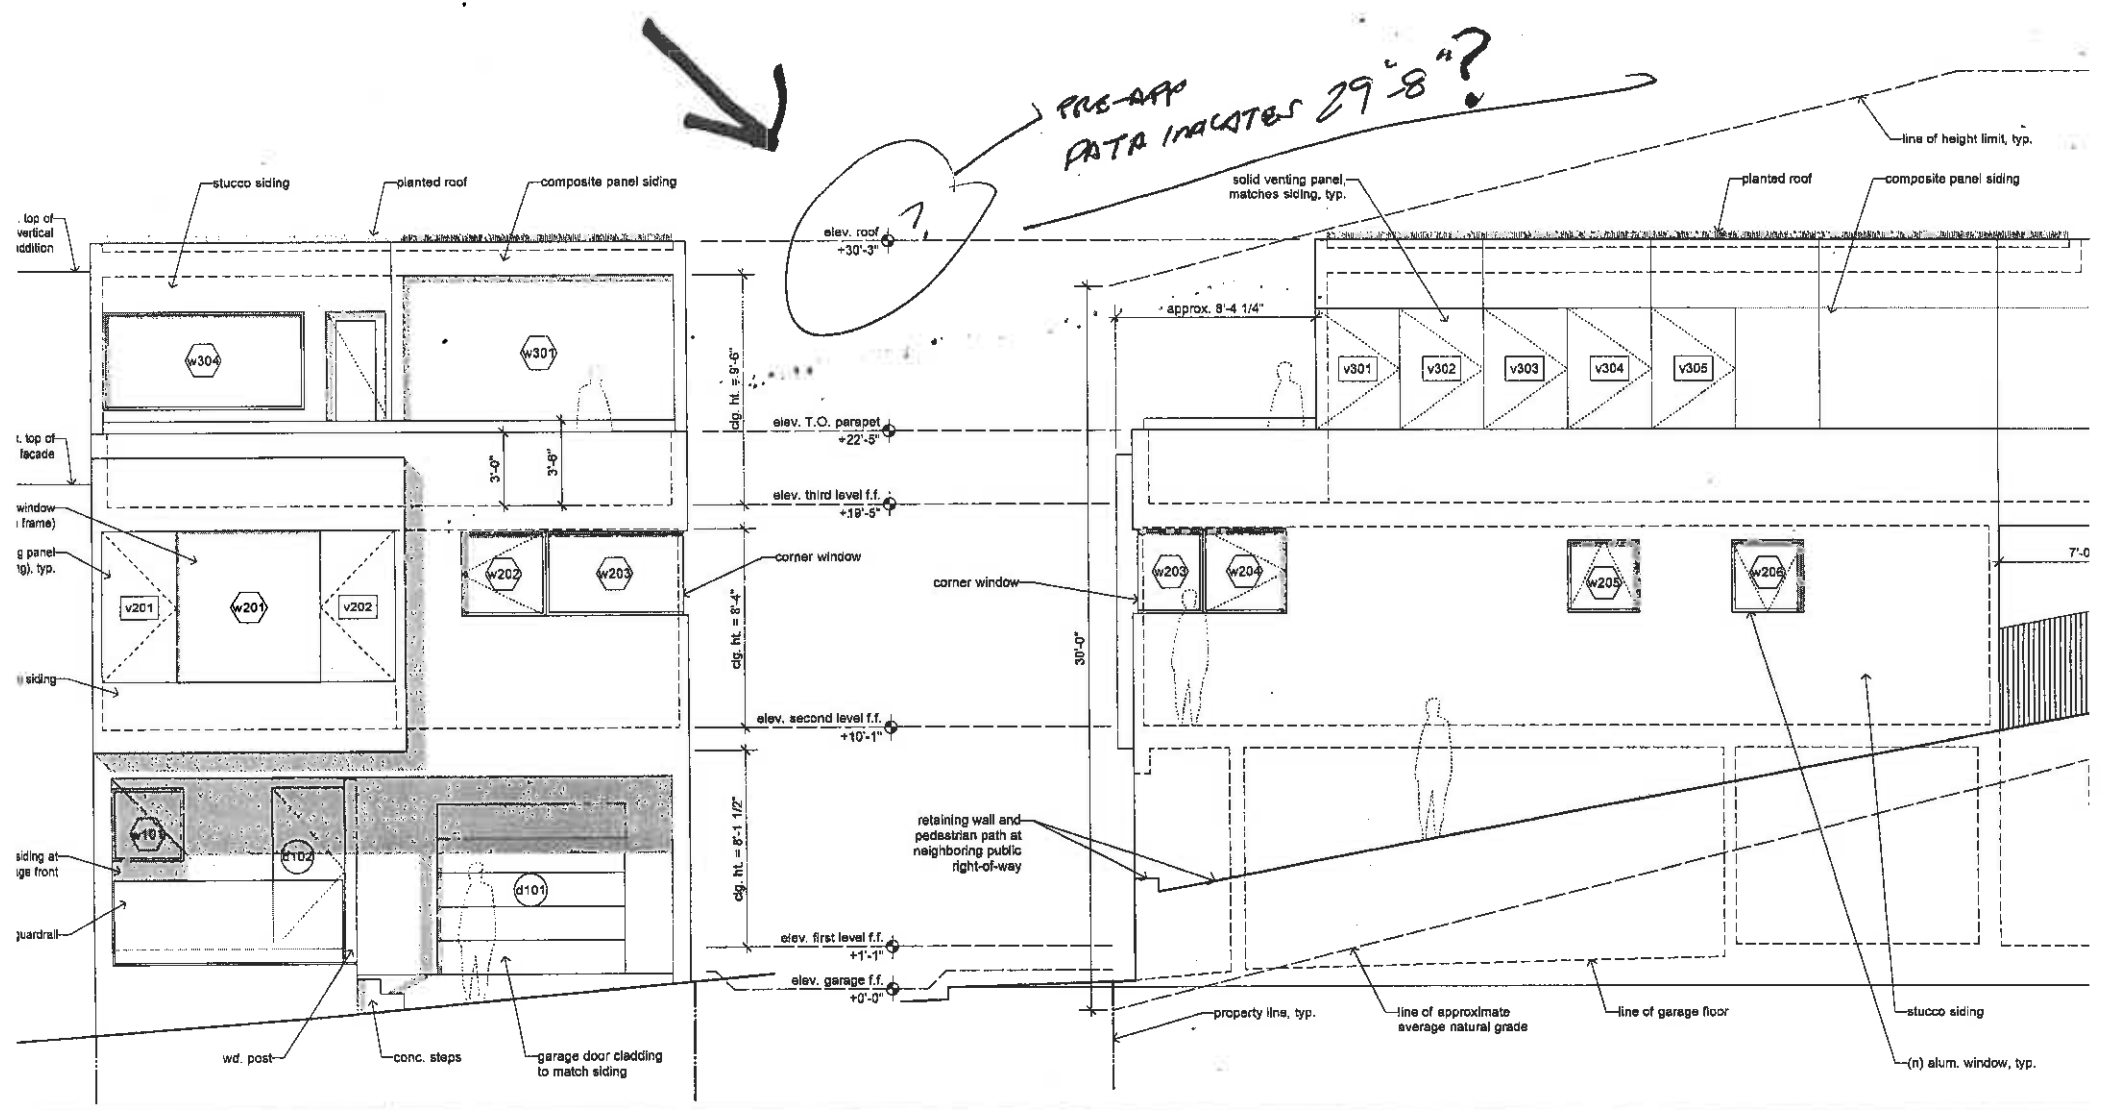 PRE-APP
DATA INDICATES 29'-8"?
?
line of height limit, typ.
stucco siding
planted roof
composite panel siding
solid venting panel,
matches siding, typ.
planted roof
composite panel siding
top of
vertical
addition
elev. roof
+30'-3"
approx. 8'-4 1/4"
w304
w301
clg. ht. = 9'-6"
v301
v302
v303
v304
v305
top of
facade
elev. T.O. parapet
+22'-5"
3'-0"
3'-6"
elev. third level f.f.
+19'-5"
window
frame)
panel
typ.
v201
w201
v202
w202
w203
corner window
clg. ht. = 8'-4"
corner window
w203
w204
w205
w206
7'-0
30'-0"
siding
elev. second level f.f.
+10'-1"
w101
d102
d101
clg. ht. = 8'-1 1/2"
retaining wall and
pedestrian path at
neighboring public
right-of-way
siding at
front
guardrail
elev. first level f.f.
+1'-1"
elev. garage f.f.
+0'-0"
wd. post
conc. steps
garage door cladding
to match siding
property line, typ.
line of approximate
average natural grade
line of garage floor
stucco siding
(n) alum. window, typ.